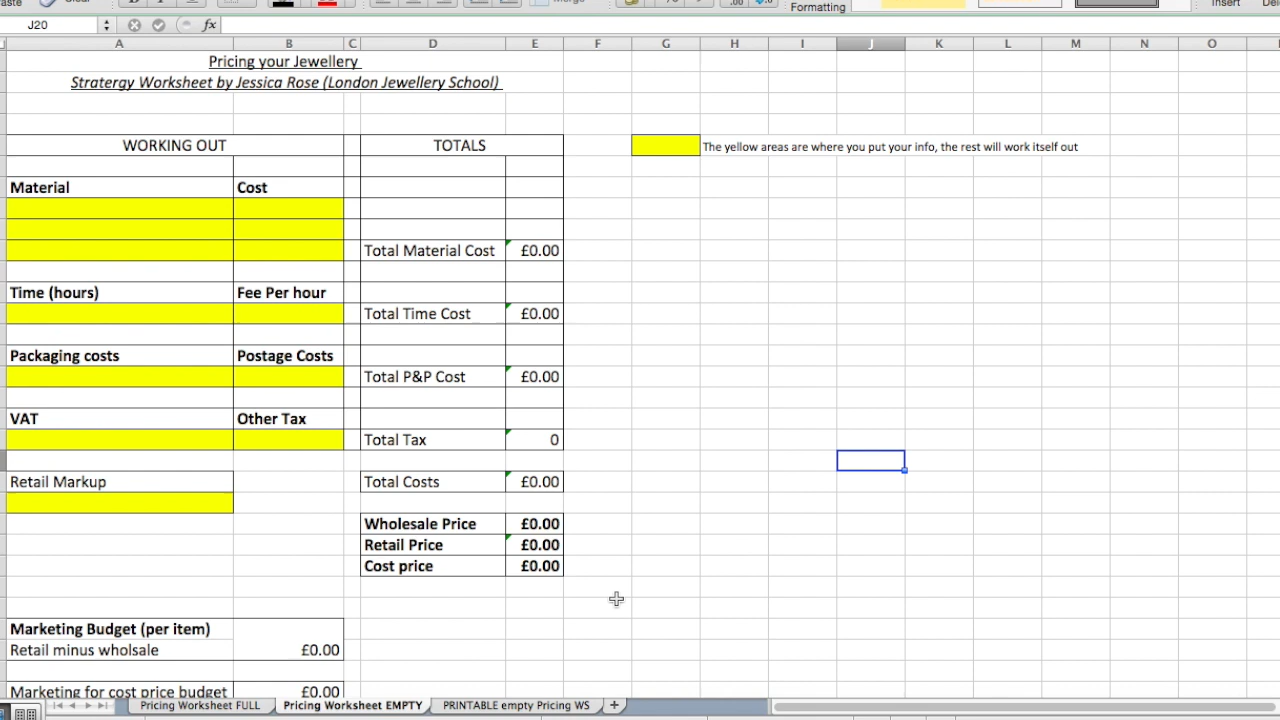 Formatting
Insert
J20
fx
A B C D E F G H I J K L M N O
Pricing your Jewellery
Stratergy Worksheet by Jessica Rose (London Jewellery School)
WORKING OUT TOTALS
The yellow areas are where you put your info, the rest will work itself out
Material Cost
Total Material Cost £0.00
Time (hours) Fee Per hour
Total Time Cost £0.00
Packaging costs Postage Costs
Total P&P Cost £0.00
VAT Other Tax
Total Tax 0
Retail Markup Total Costs £0.00
Wholesale Price £0.00
Retail Price £0.00
Cost price £0.00
Marketing Budget (per item)
Retail minus wholsale £0.00
Marketing for cost price budget £0.00
Pricing Worksheet FULL Pricing Worksheet EMPTY PRINTABLE empty Pricing WS +